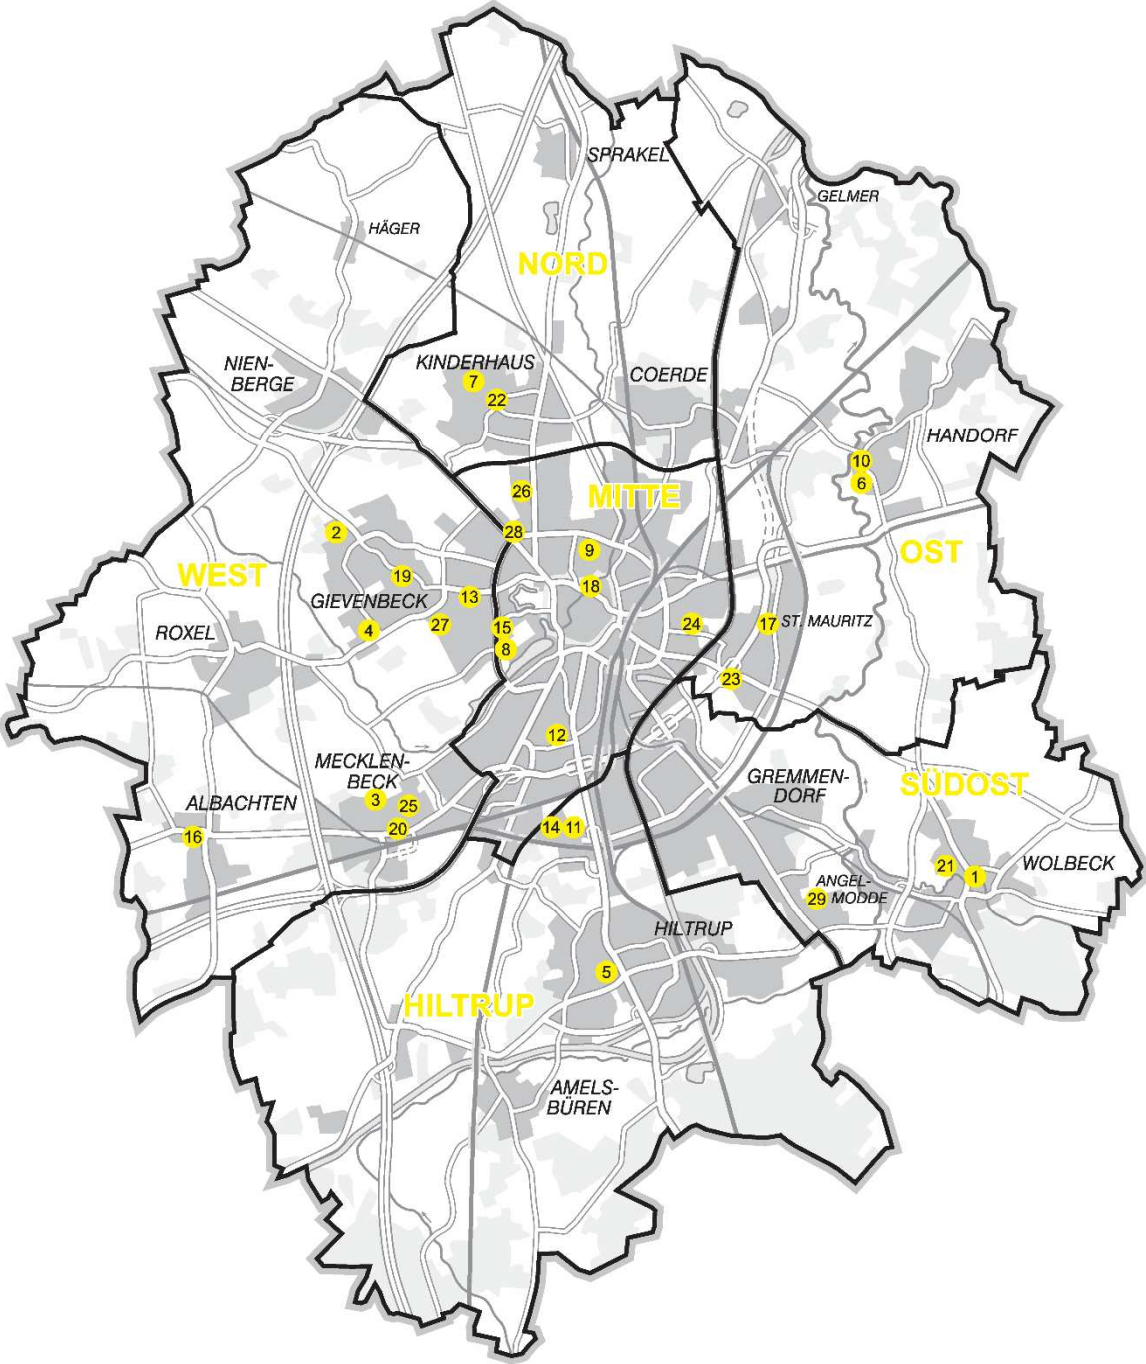 SPRAKEL
GELMER
HÄGER
NORD
KINDERHAUS
7
22
NIEN-
BERGE
COERDE
HANDORF
10
6
26
MITTE
28
2
9
OST
WEST
19
18
GIEVENBECK
13
4
27
15
8
24
17 ST. MAURITZ
ROXEL
23
12
MECKLEN-
BECK
3
25
20
GREMMEN-
DORF
SÜDOST
ALBACHTEN
16
14
11
21
1
WOLBECK
ANGEL-
MODDE
29
HILTRUP
5
HILTRUP
AMELS-
BÜREN